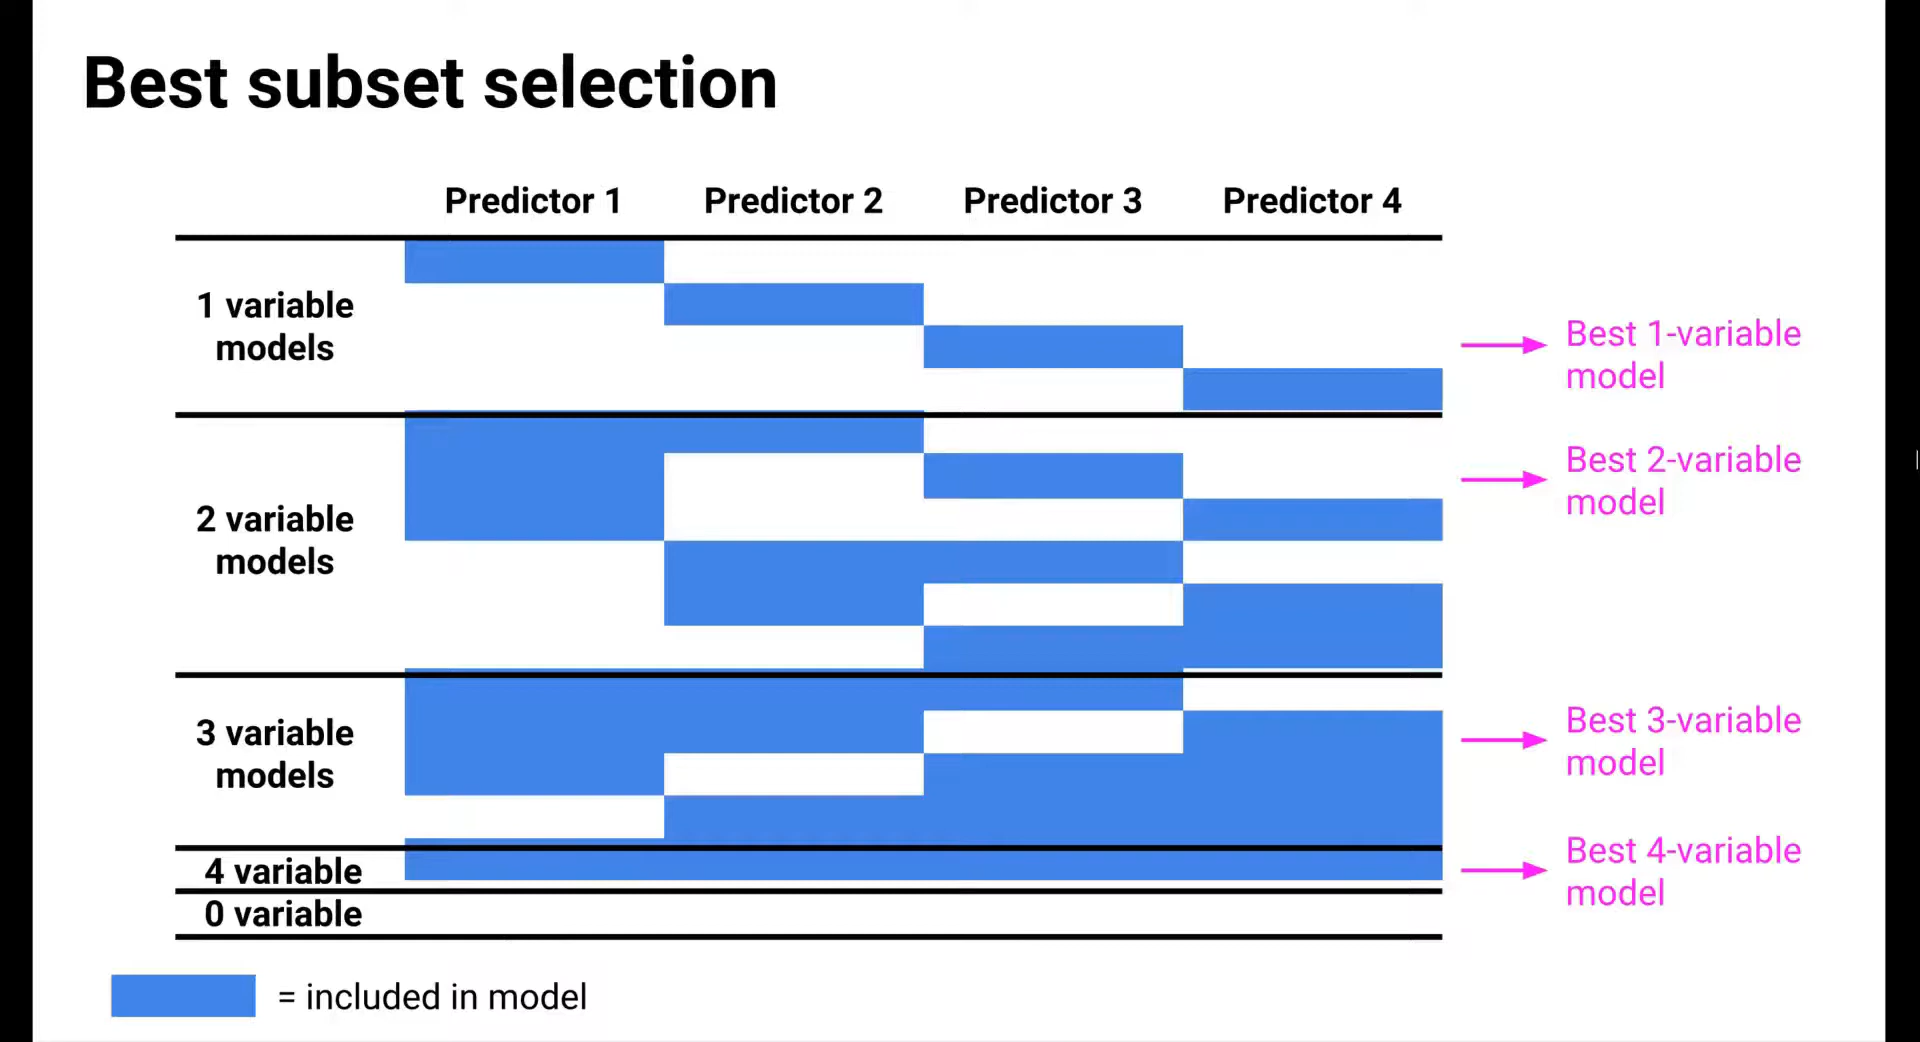 Best subset selection
Predictor 1 Predictor 2 Predictor 3 Predictor 4
1 variable
models
Best 1-variable
model
2 variable
models
Best 2-variable
model
3 variable
models
Best 3-variable
model
4 variable
Best 4-variable
model
0 variable
= included in model